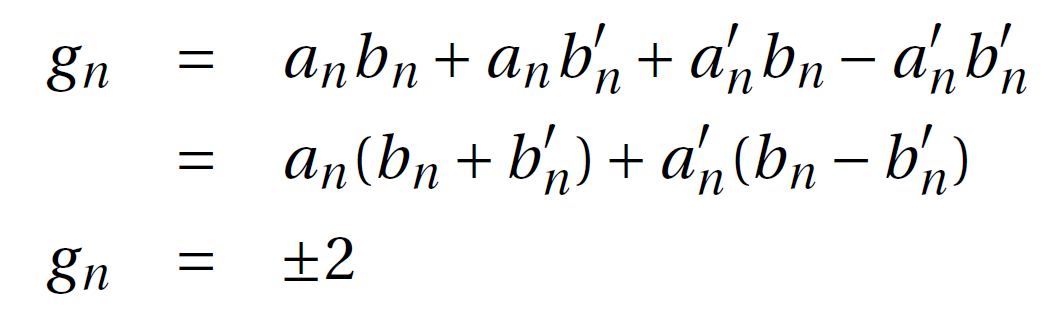 gₙ = aₙbₙ + aₙb′ₙ + a′ₙbₙ − a′ₙb′ₙ
= aₙ(bₙ + b′ₙ) + a′ₙ(bₙ − b′ₙ)
gₙ = ±2